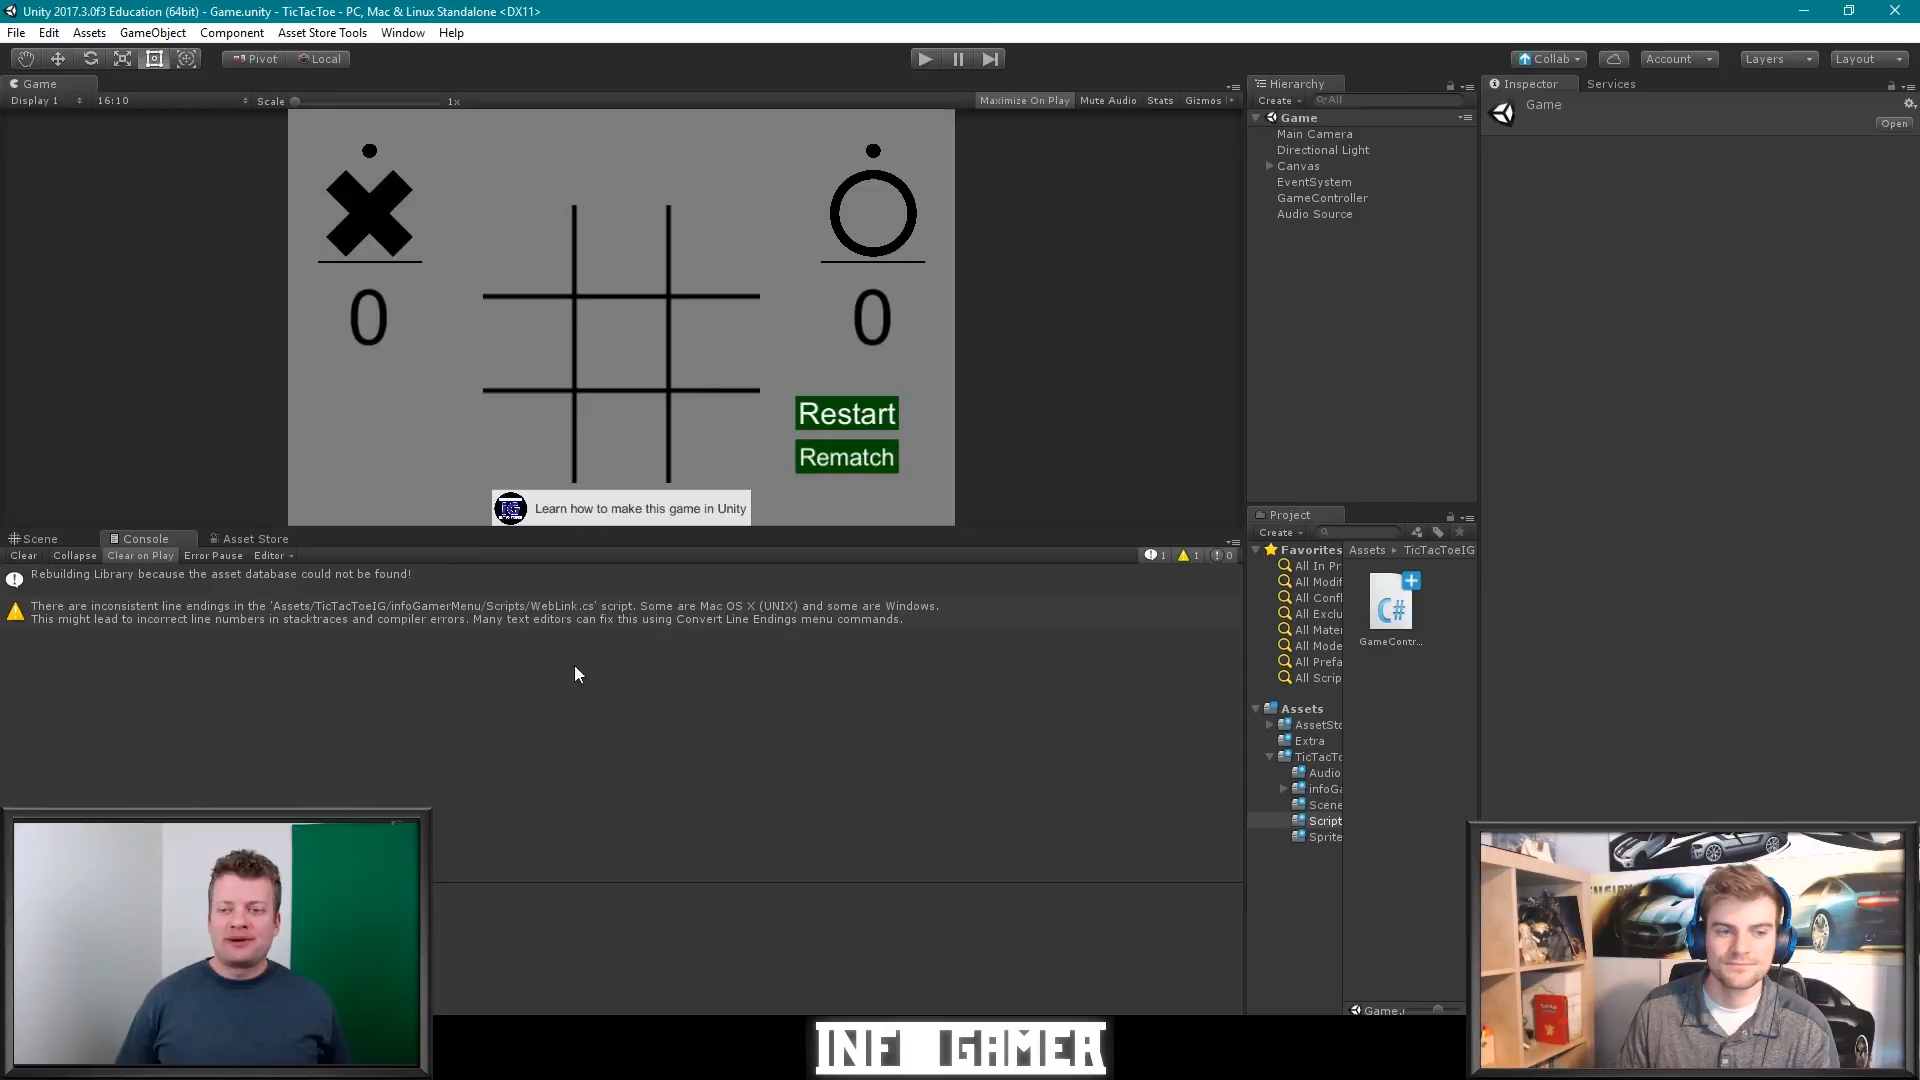 Unity 2017.3.0f3 Education (64bit) - Game.unity - TicTacToe - PC, Mac & Linux Standalone <DX11>
File Edit Assets GameObject Component Asset Store Tools Window Help
Pivot Local Collab Account Layers Layout
Game
Display 1 16:10 Scale 1x Maximize On Play Mute Audio Stats Gizmos
0
0
Restart
Rematch
Learn how to make this game in Unity
Hierarchy
Create All
Game
Main Camera
Directional Light
Canvas
EventSystem
GameController
Audio Source
Inspector Services
Game
Open
Scene Console Asset Store
Clear Collapse Clear on Play Error Pause Editor 1 1 0
Rebuilding Library because the asset database could not be found!
There are inconsistent line endings in the 'Assets/TicTacToeIG/infoGamerMenu/Scripts/WebLink.cs' script. Some are Mac OS X (UNIX) and some are Windows.
This might lead to incorrect line numbers in stacktraces and compiler errors. Many text editors can fix this using Convert Line Endings menu commands.
Project
Create
Favorites
All In Pr
All Modif
All Confl
All Exclu
All Mater
All Mode
All Prefa
All Scrip
Assets
AssetSto
Extra
TicTacTo
Audio
infoGa
Scene
Script
Sprite
Assets TicTacToeIG
C#
GameContr...
INF GAMER